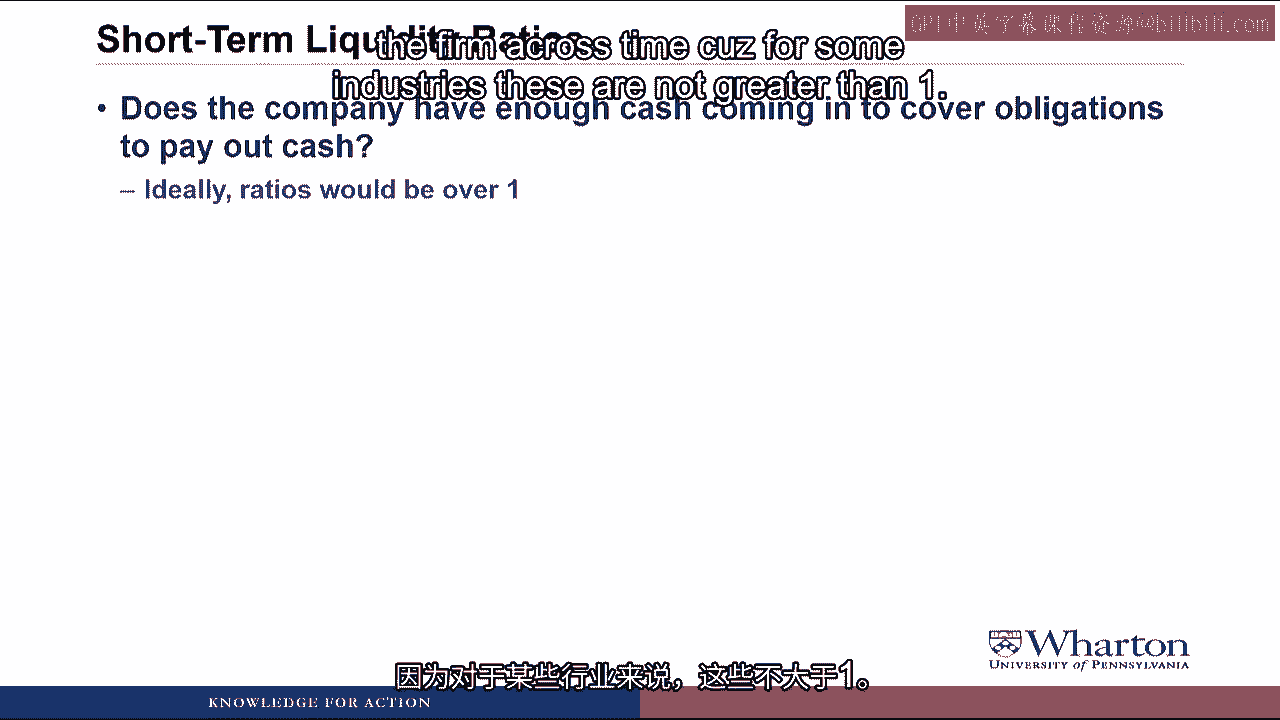 GPT中英字幕课程资源@bilibili.com
Short-Term Liquidity Ratios
the firm across time cuz for some
industries these are not greater than 1.
• Does the company have enough cash coming in to cover obligations
to pay out cash?
– Ideally, ratios would be over 1
Wharton
UNIVERSITY of PENNSYLVANIA
因为对于某些行业来说，这些不大于1。
KNOWLEDGE FOR ACTION